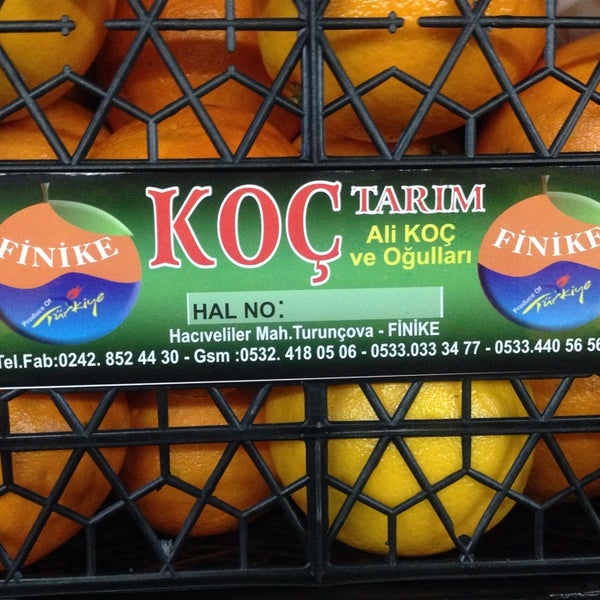 FİNİKE
Produce Of
Türkiye
KOÇ TARIM
Ali KOÇ
ve Oğulları
HAL NO:
Hacıveliler Mah.Turunçova - FİNİKE
Tel.Fab:0242. 852 44 30 - Gsm :0532. 418 05 06 - 0533.033 34 77 - 0533.440 56 56
FİNİKE
Produce Of
Türkiye